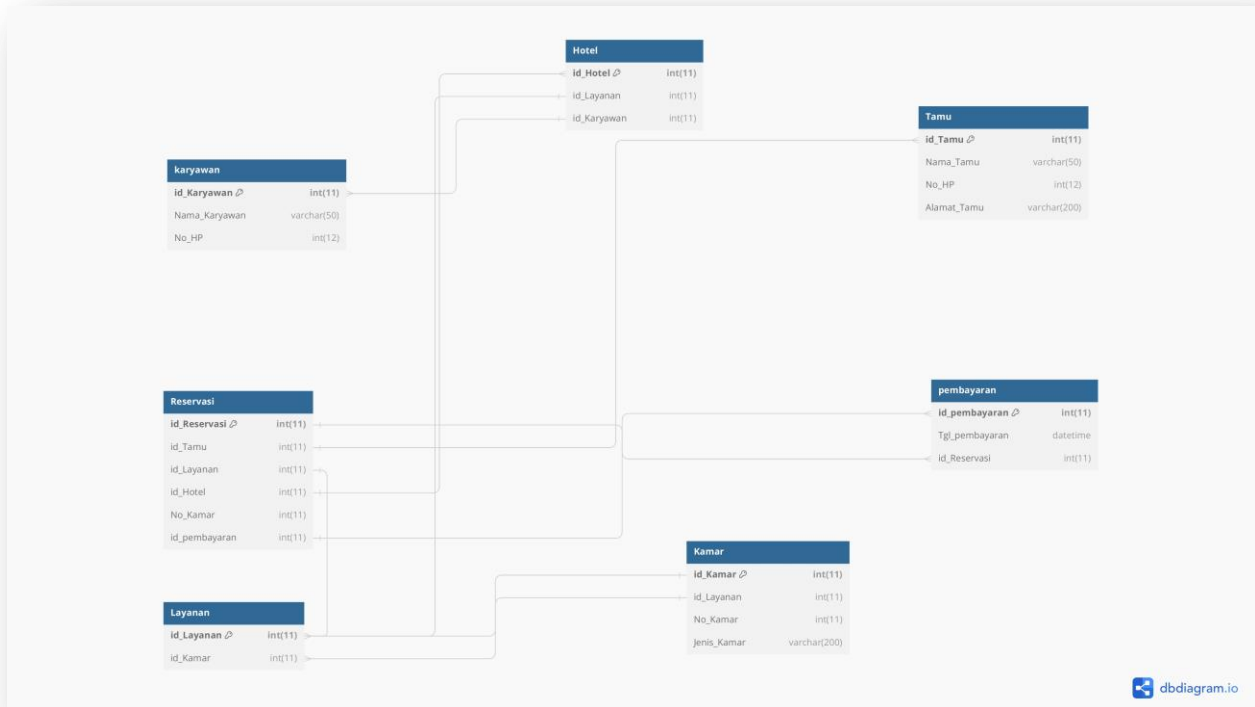 Hotel
id_Hotel int(11)
id_Layanan int(11)
id_Karyawan int(11)
Tamu
id_Tamu int(11)
Nama_Tamu varchar(50)
No_HP int(12)
Alamat_Tamu varchar(200)
karyawan
id_Karyawan int(11)
Nama_Karyawan varchar(50)
No_HP int(12)
Reservasi
id_Reservasi int(11)
id_Tamu int(11)
id_Layanan int(11)
id_Hotel int(11)
No_Kamar int(11)
id_pembayaran int(11)
pembayaran
id_pembayaran int(11)
Tgl_pembayaran datetime
id_Reservasi int(11)
Kamar
id_Kamar int(11)
id_Layanan int(11)
No_Kamar int(11)
Jenis_Kamar varchar(200)
Layanan
id_Layanan int(11)
id_Kamar int(11)
dbdiagram.io